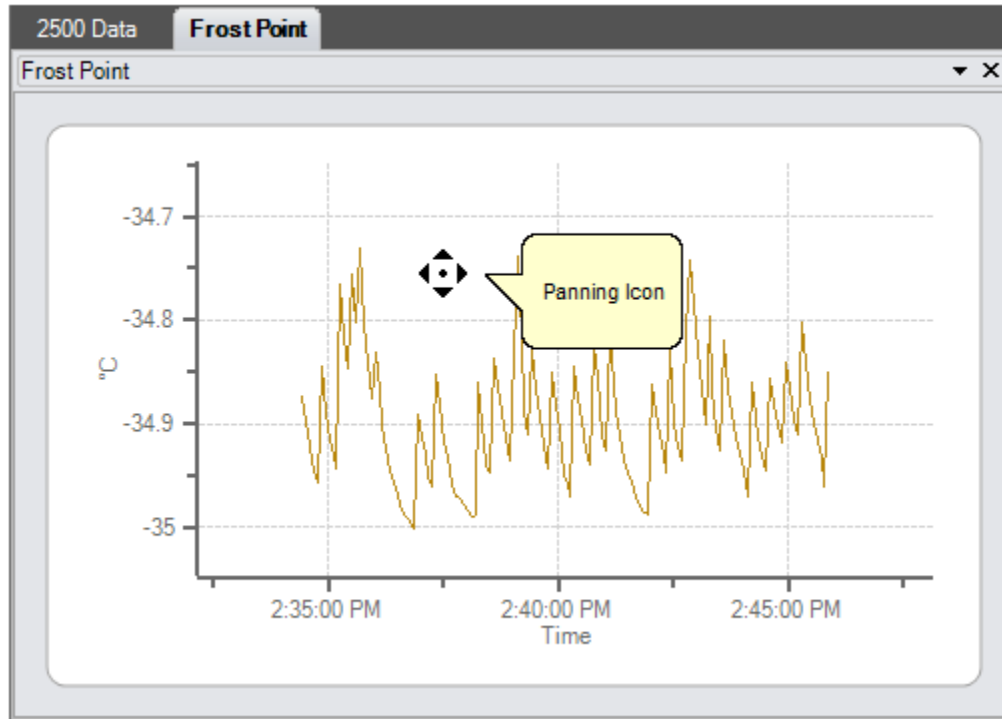 2500 Data
Frost Point
Frost Point
-34.7
-34.8
-34.9
-35
°C
Panning Icon
2:35:00 PM
2:40:00 PM
2:45:00 PM
Time